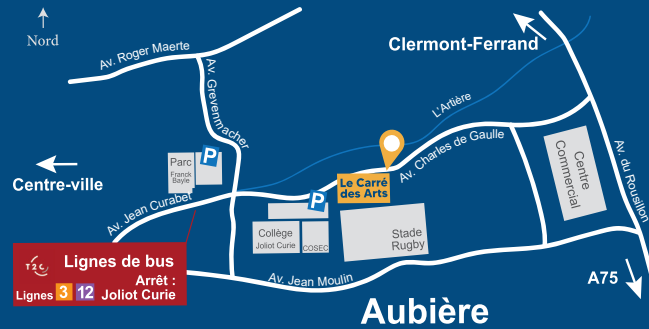 Nord
Clermont-Ferrand
Av. Roger Maerte
Av. Grevenmacher
L'Artière
Av. Charles de Gaulle
Av. du Rousillon
Centre
Commercial
P
Parc
Franck
Bayle
Centre-ville
Le Carré
des Arts
P
Av. Jean Curabet
Collège
Joliot Curie
COSEC
Stade
Rugby
T2C
Lignes de bus
Arrêt :
Lignes 3 12 Joliot Curie
Av. Jean Moulin
A75
Aubière